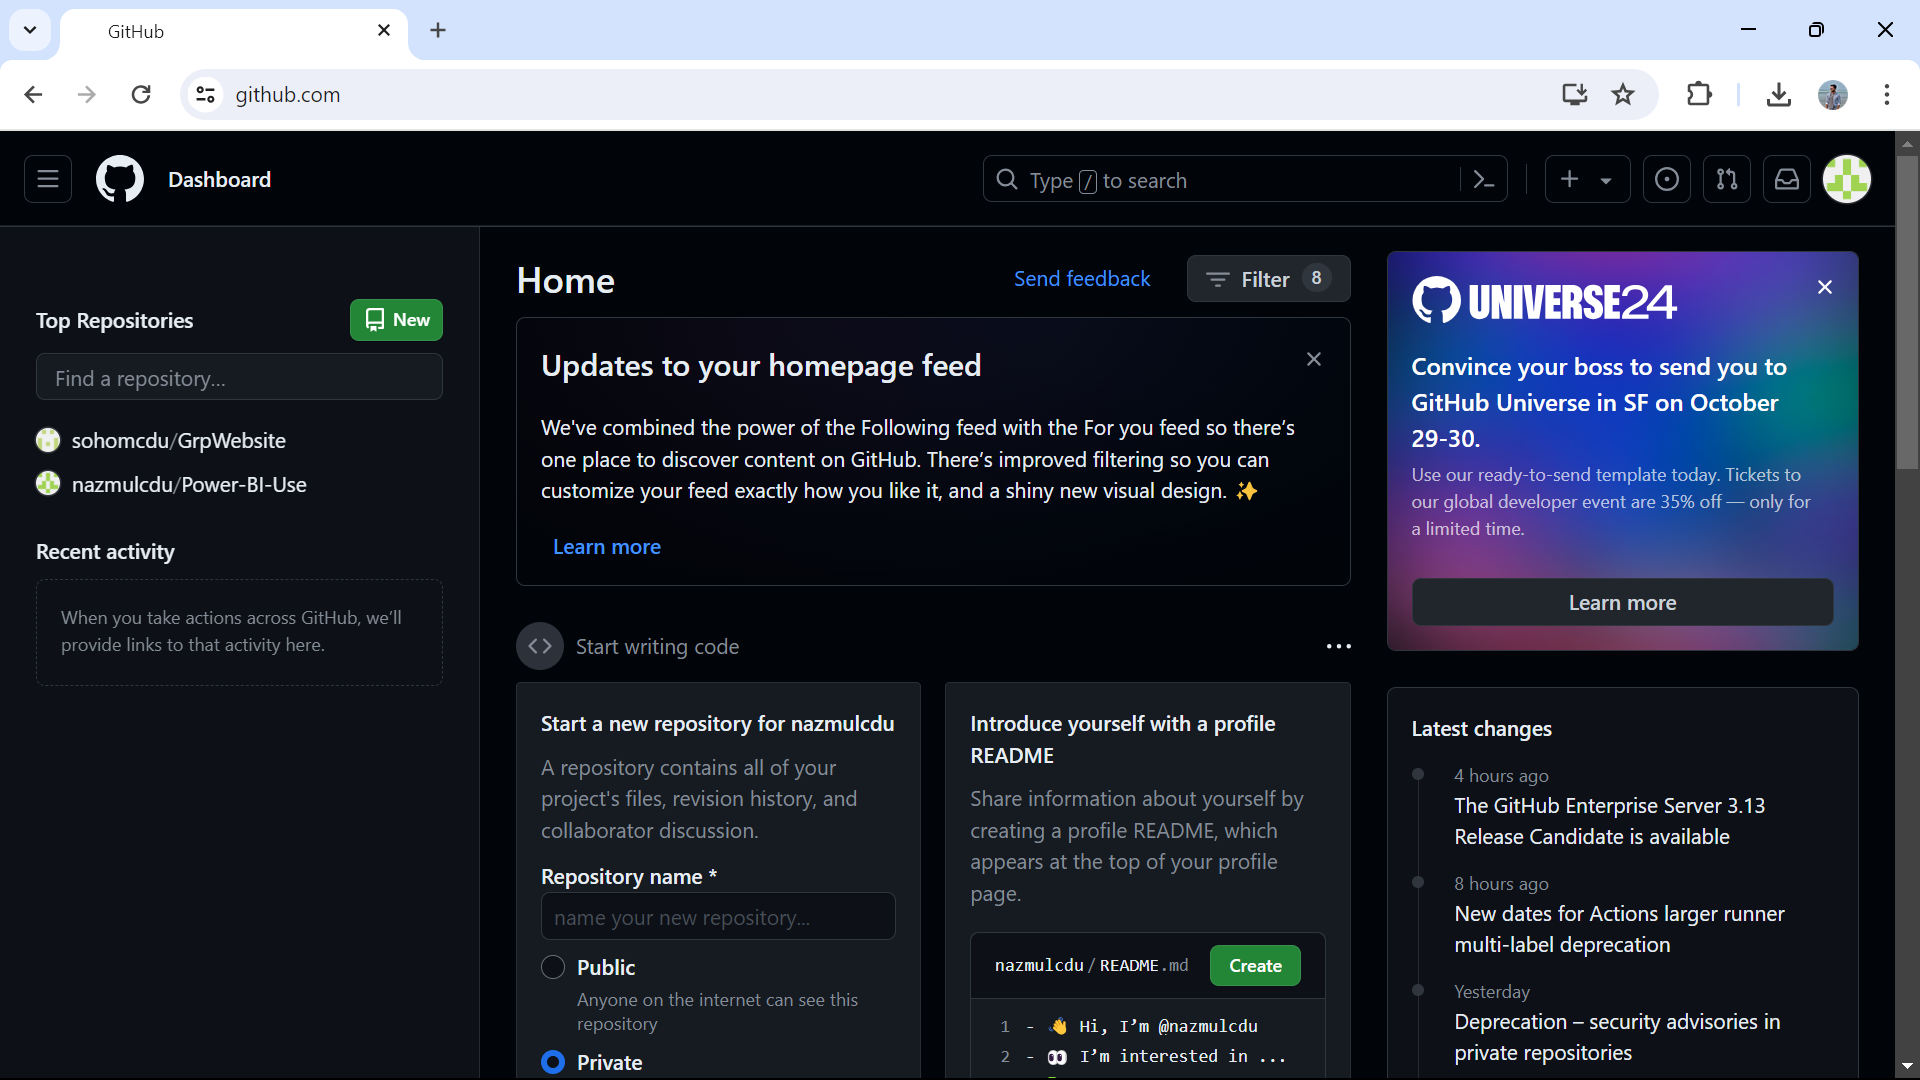 GitHub
github.com
Dashboard
Type / to search
Top Repositories
New
Find a repository...
sohomcdu/GrpWebsite
nazmulcdu/Power-BI-Use
Recent activity
When you take actions across GitHub, we'll
provide links to that activity here.
Home
Send feedback
Filter 8
Updates to your homepage feed
We've combined the power of the Following feed with the For you feed so there's
one place to discover content on GitHub. There's improved filtering so you can
customize your feed exactly how you like it, and a shiny new visual design. ✨
Learn more
Start writing code
Start a new repository for nazmulcdu
A repository contains all of your
project's files, revision history, and
collaborator discussion.
Repository name *
name your new repository...
Public
Anyone on the internet can see this
repository
Private
Introduce yourself with a profile
README
Share information about yourself by
creating a profile README, which
appears at the top of your profile
page.
nazmulcdu / README.md
Create
1 - 👋 Hi, I'm @nazmulcdu
2 - 👀 I'm interested in ...
UNIVERSE24
Convince your boss to send you to
GitHub Universe in SF on October
29-30.
Use our ready-to-send template today. Tickets to
our global developer event are 35% off — only for
a limited time.
Learn more
Latest changes
4 hours ago
The GitHub Enterprise Server 3.13
Release Candidate is available
8 hours ago
New dates for Actions larger runner
multi-label deprecation
Yesterday
Deprecation – security advisories in
private repositories